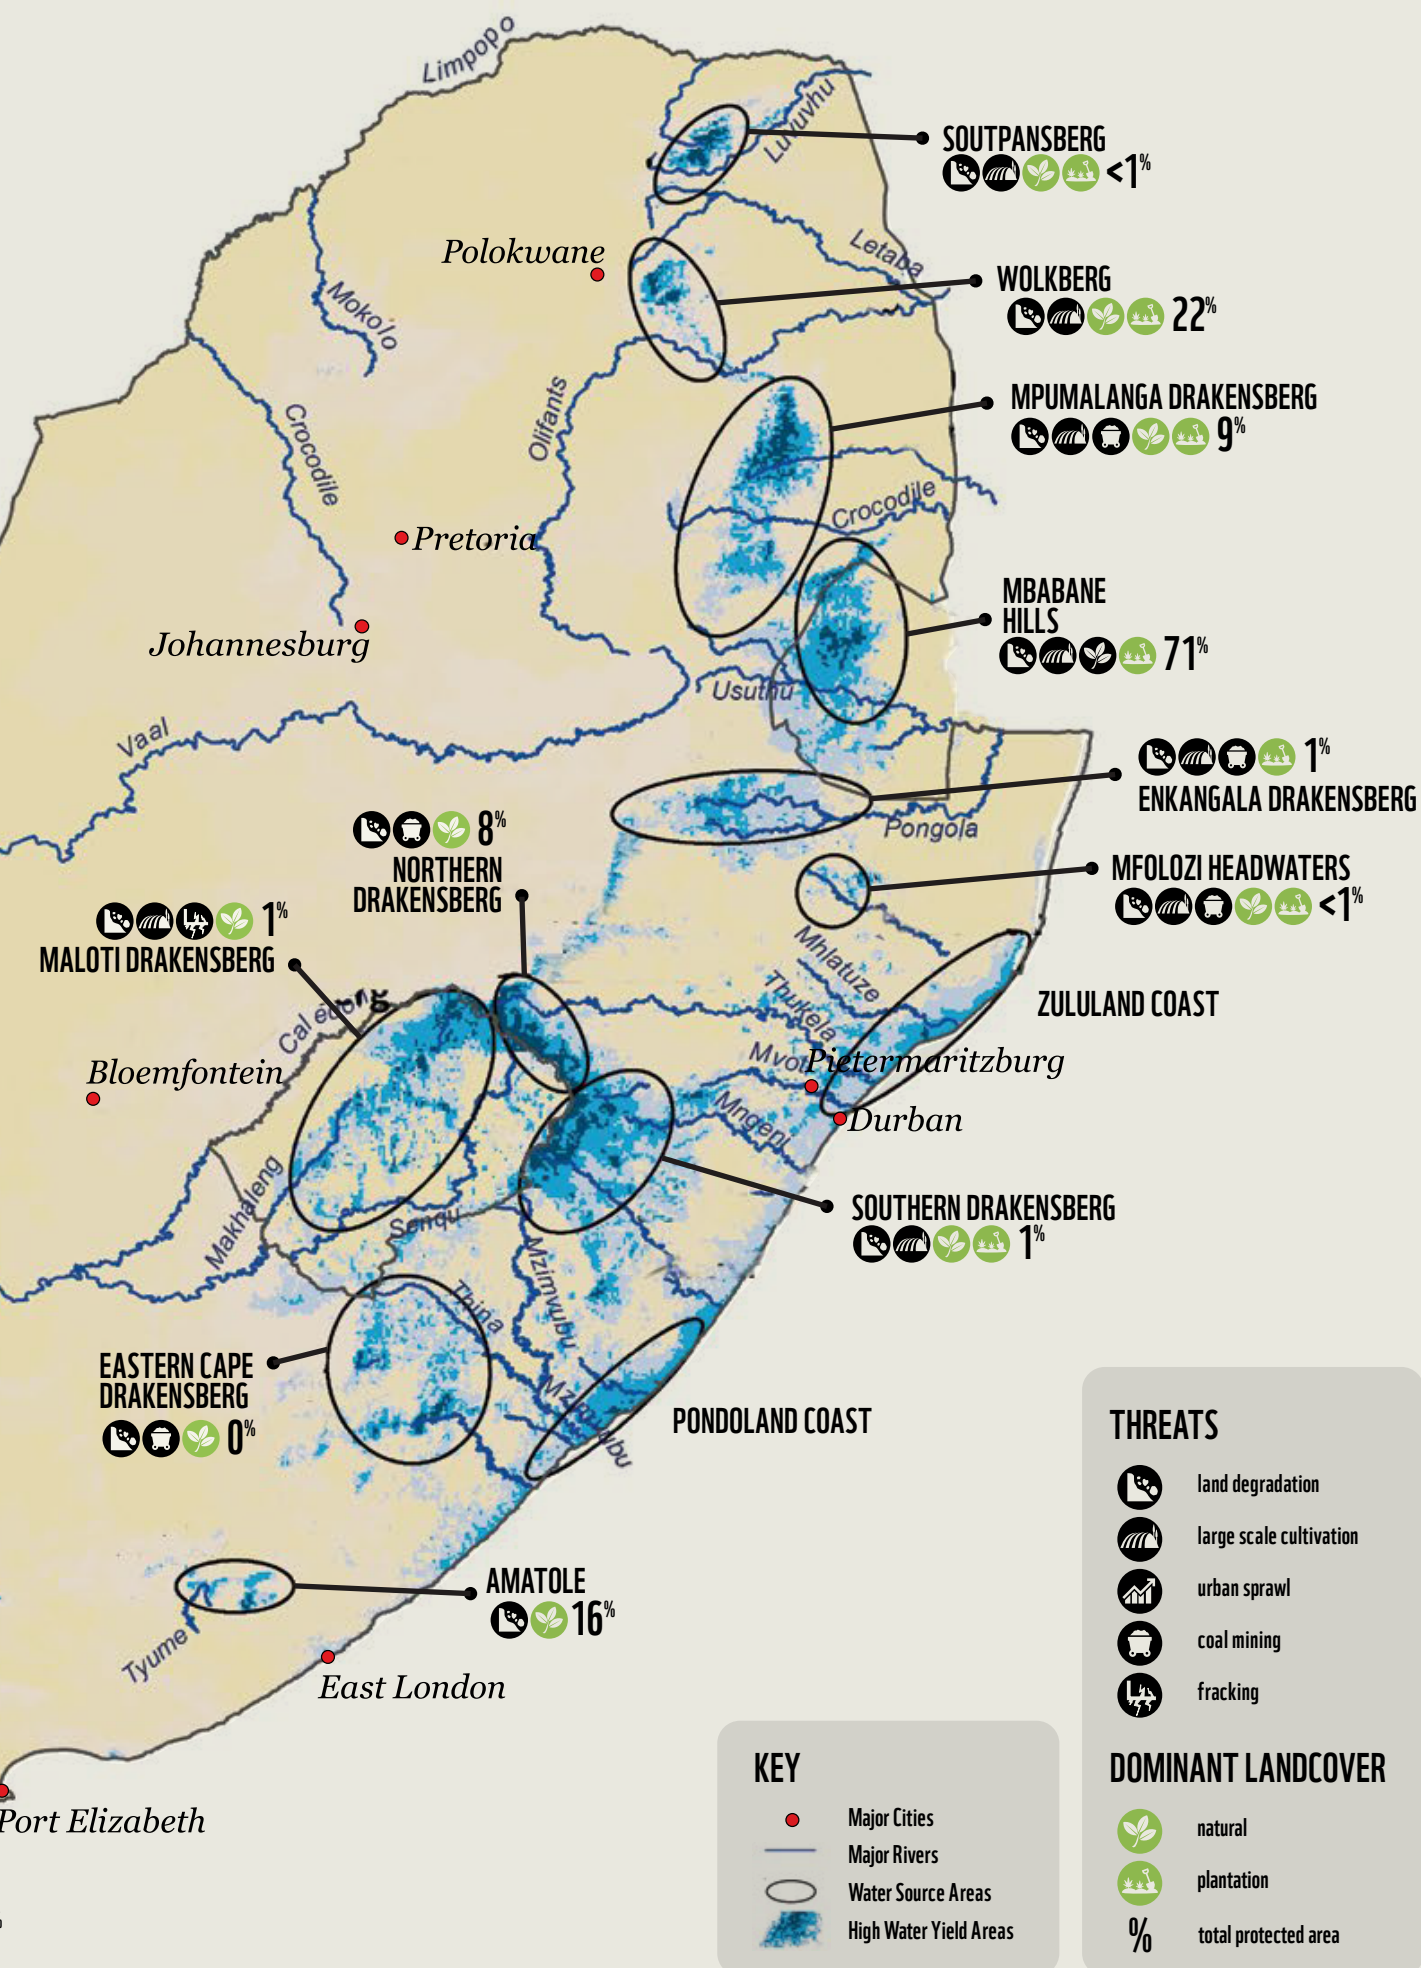 Limpopo
Luvuvhu
SOUTPANSBERG
<1%
Polokwane
Letaba
WOLKBERG
22%
Mokolo
MPUMALANGA DRAKENSBERG
9%
Olifants
Crocodile
Crocodile
Pretoria
MBABANE
HILLS
71%
Johannesburg
Usuthu
Vaal
1%
ENKANGALA DRAKENSBERG
8%
NORTHERN
DRAKENSBERG
Pongola
MFOLOZI HEADWATERS
<1%
1%
MALOTI DRAKENSBERG
Mhlatuze
Thukela
ZULULAND COAST
Bloemfontein
Pietermaritzburg
Mngeni
Durban
Makhaleng
Senqu
SOUTHERN DRAKENSBERG
1%
Mzimvubu
Thina
EASTERN CAPE
DRAKENSBERG
0%
Mzimvubu
PONDOLAND COAST
AMATOLE
16%
Tyume
East London
Port Elizabeth
KEY
Major Cities
Major Rivers
Water Source Areas
High Water Yield Areas
THREATS
land degradation
large scale cultivation
urban sprawl
coal mining
fracking
DOMINANT LANDCOVER
natural
plantation
% total protected area